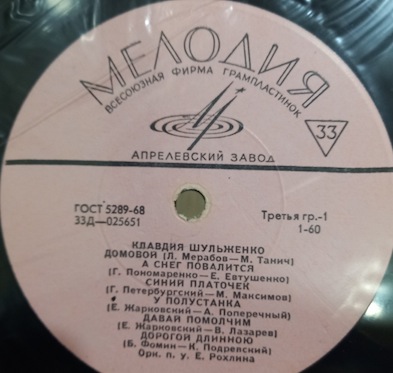 МЕЛОДИЯ
ВСЕСОЮЗНАЯ ФИРМА ГРАМПЛАСТИНОК
33
АПРЕЛЕВСКИЙ ЗАВОД
ГОСТ 5289-68
33Д—025651
Третья гр.-1
1-60
КЛАВДИЯ ШУЛЬЖЕНКО
ДОМОВОЙ (Л. Мерабов—М. Танич)
А СНЕГ ПОВАЛИТСЯ
(Г. Пономаренко—Е. Евтушенко)
СИНИЙ ПЛАТОЧЕК
(Г. Петербургский—М. Максимов)
У ПОЛУСТАНКА
(Е. Жарковский—А. Поперечный)
ДАВАЙ ПОМОЛЧИМ
(Е. Жарковский—В. Лазарев)
ДОРОГОЙ ДЛИННОЮ
(Б. Фомин—К. Подревский)
Орк. п. у. Е. Рохлина